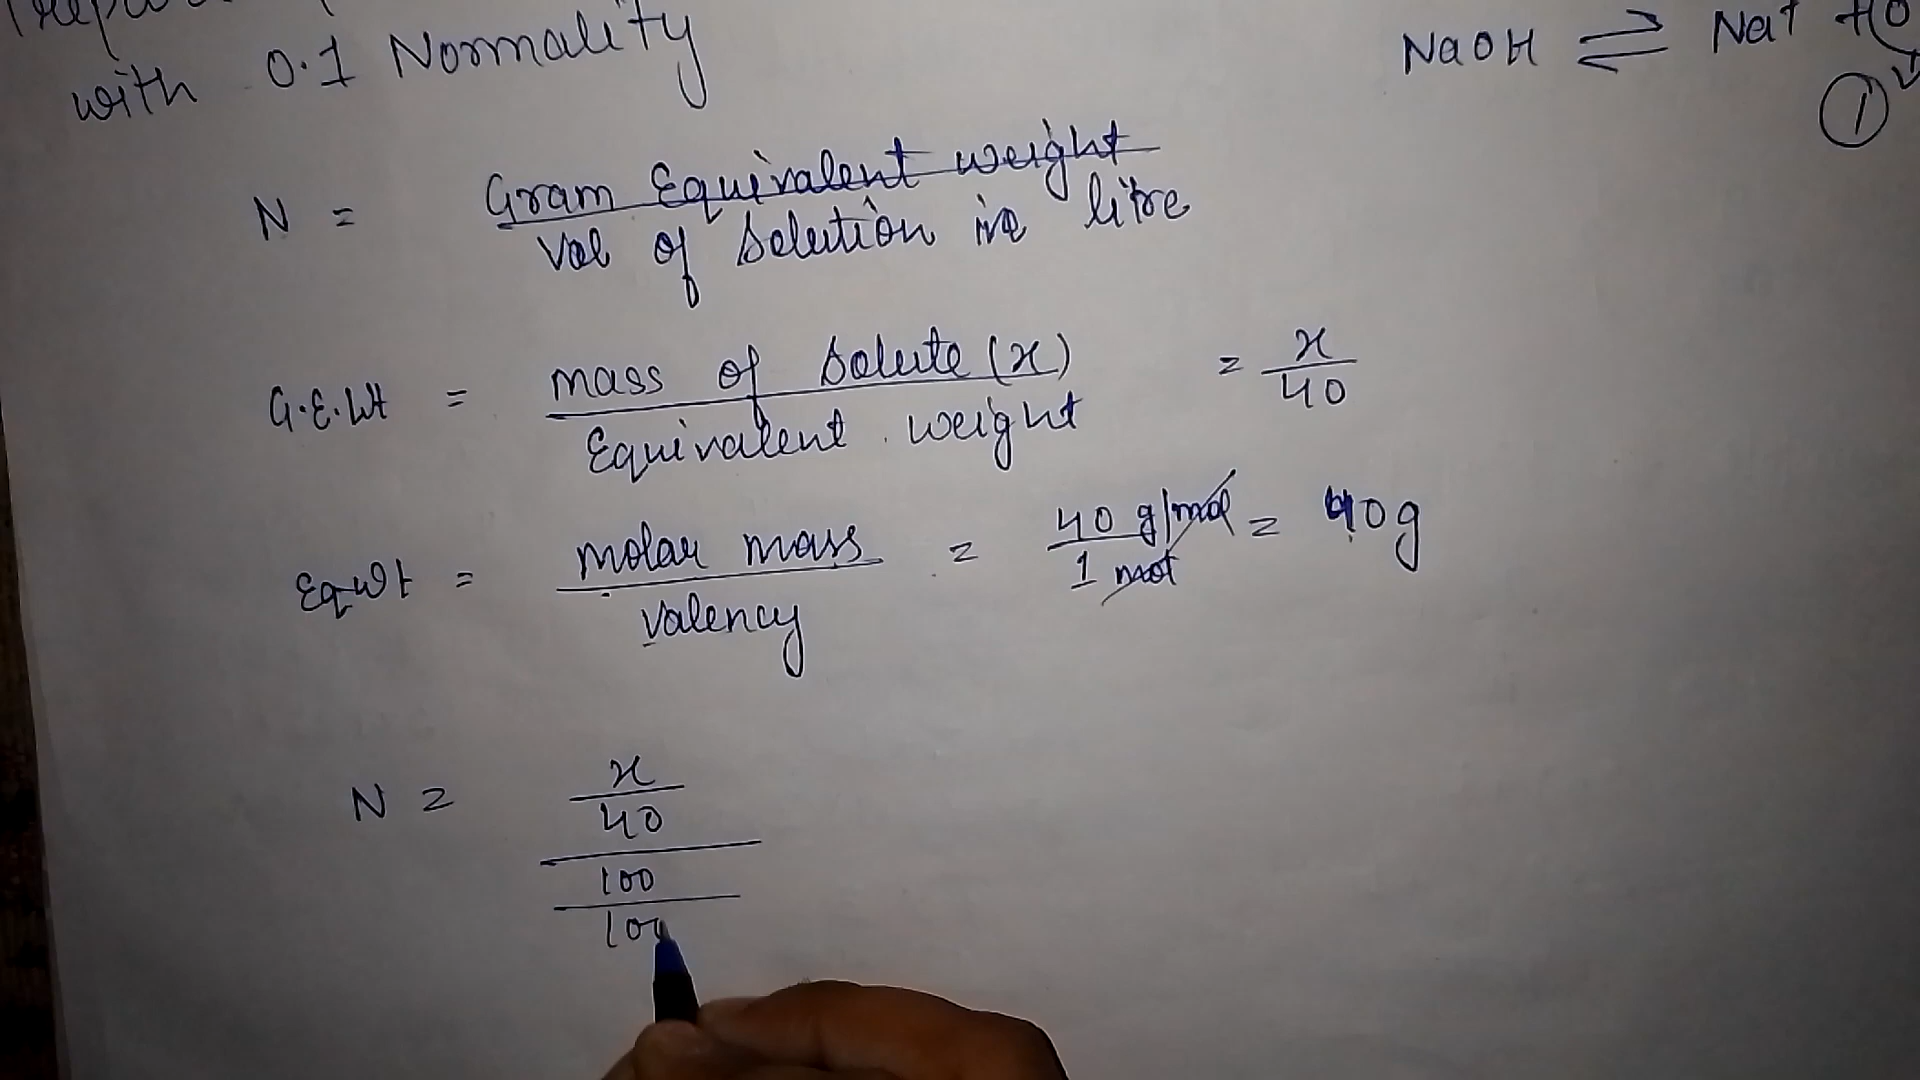 with 0.1 Normality
NaOH ⇌ Na+ +O
1
N = Gram Equivalent weight
Vol of Solution in litre
G.E.Wt = mass of Solute (x) = x
Equivalent weight 40
Eq Wt = molar mass = 40 g/mol = 40g
Valency 1 mol
N = x
40
100
100